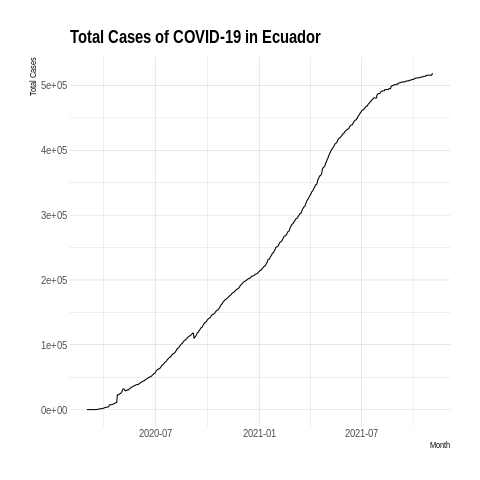 Total Cases of COVID-19 in Ecuador
Total Cases
5e+05
4e+05
3e+05
2e+05
1e+05
0e+00
2020-07
2021-01
2021-07
Month